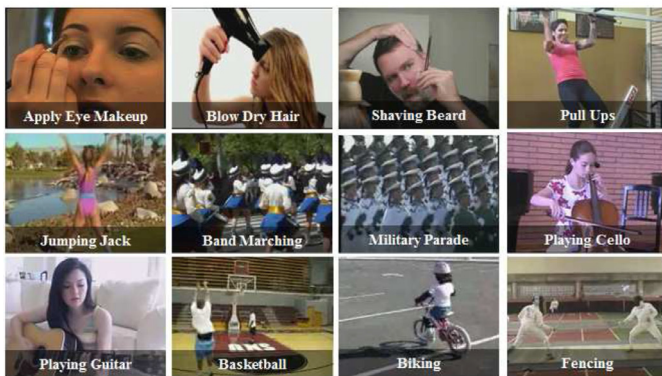 Apply Eye Makeup
Blow Dry Hair
Shaving Beard
Pull Ups
Jumping Jack
Band Marching
Military Parade
Playing Cello
Playing Guitar
Basketball
Biking
Fencing